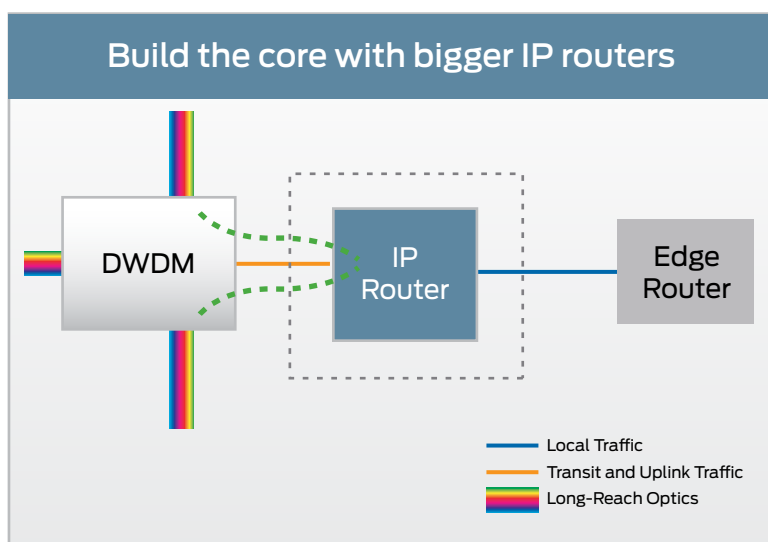 Build the core with bigger IP routers
DWDM
IP
Router
Edge
Router
Local Traffic
Transit and Uplink Traffic
Long-Reach Optics